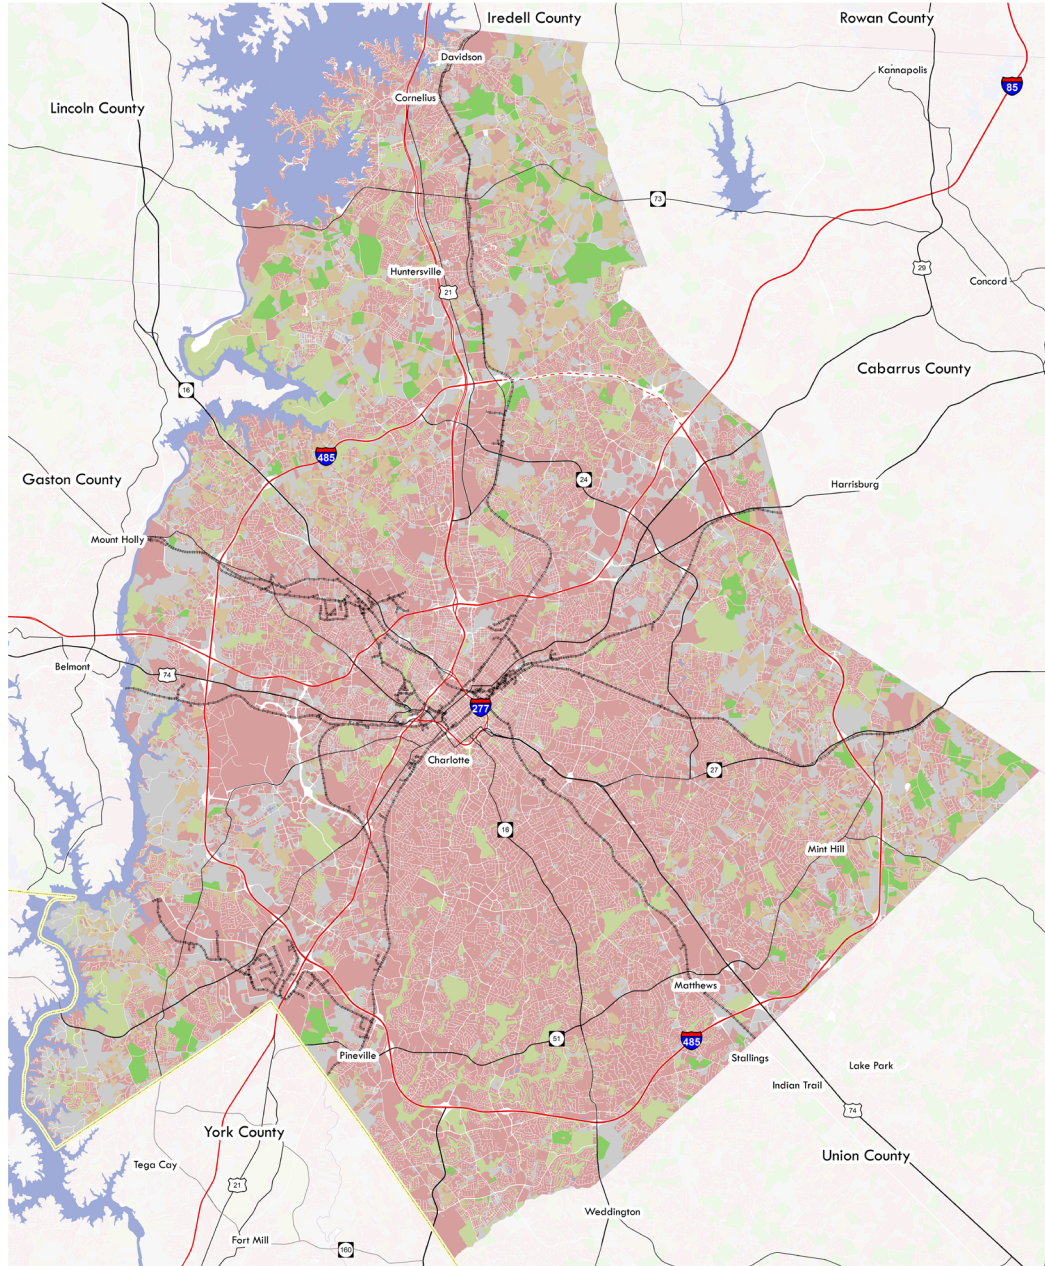 Iredell County
Rowan County
Davidson
Kannapolis
85
Cornelius
Lincoln County
73
Huntersville
29
21
Concord
Cabarrus County
16
485
Gaston County
24
Harrisburg
Mount Holly
Belmont
74
277
Charlotte
27
16
Mint Hill
Matthews
51
485
Pineville
Stallings
Lake Park
Indian Trail
74
York County
Union County
Tega Cay
21
Weddington
Fort Mill
160